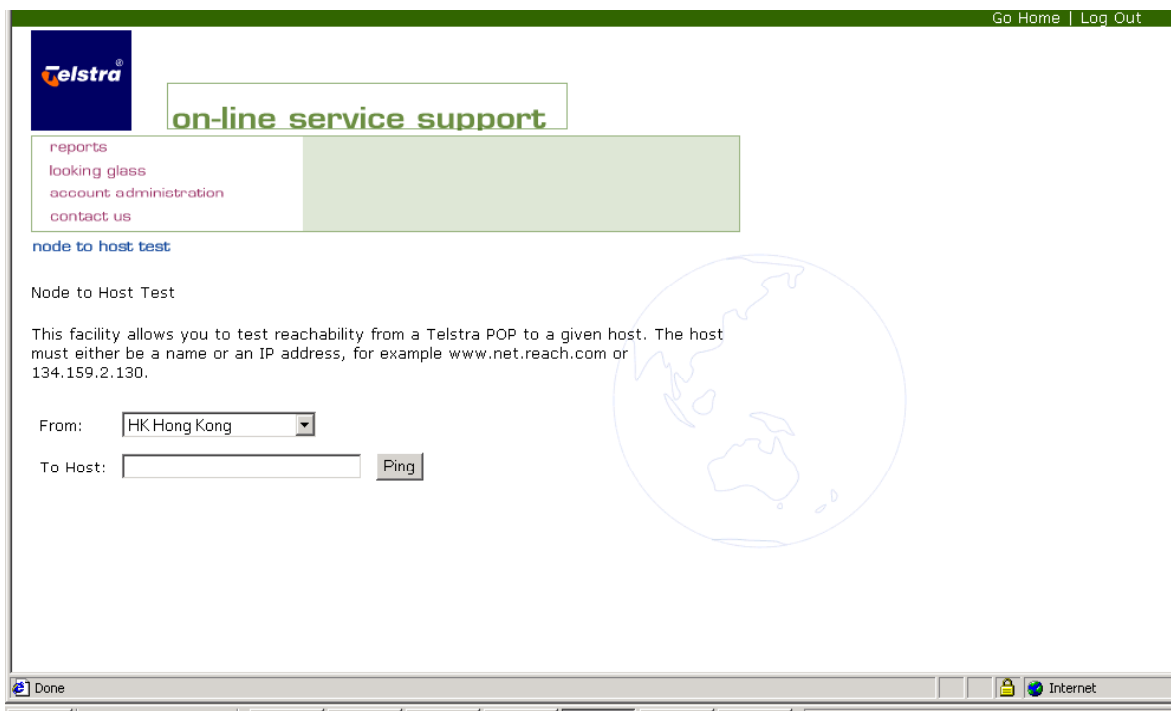 Go Home | Log Out
Telstra®
on-line service support
reports
looking glass
account administration
contact us
node to host test
Node to Host Test
This facility allows you to test reachability from a Telstra POP to a given host. The host
must either be a name or an IP address, for example www.net.reach.com or
134.159.2.130.
From: HK Hong Kong
To Host: Ping
Done Internet